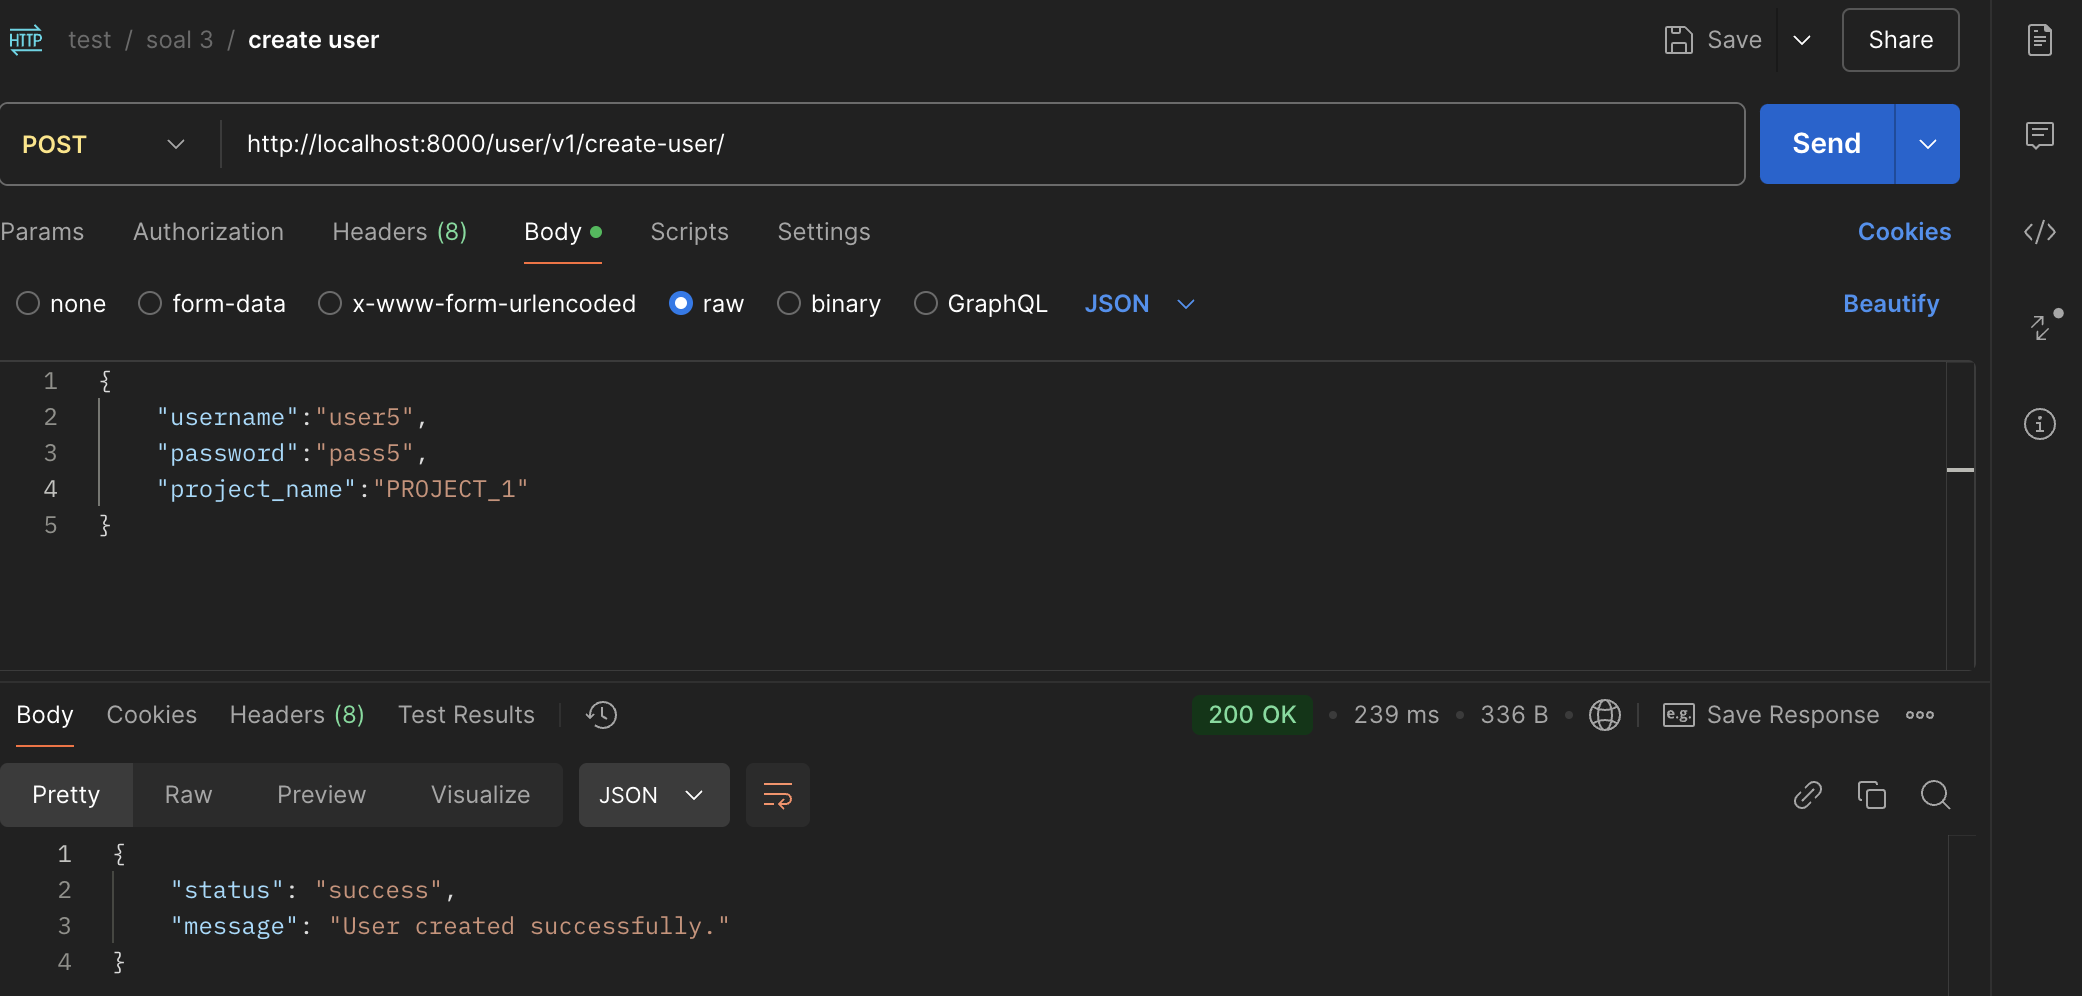 HTTP test / soal 3 / create user Save Share
POST http://localhost:8000/user/v1/create-user/ Send
Params Authorization Headers (8) Body Scripts Settings Cookies
none form-data x-www-form-urlencoded raw binary GraphQL JSON Beautify
1 {
2 "username":"user5",
3 "password":"pass5",
4 "project_name":"PROJECT_1"
5 }
Body Cookies Headers (8) Test Results 200 OK • 239 ms • 336 B • e.g. Save Response
Pretty Raw Preview Visualize JSON
1 {
2 "status": "success",
3 "message": "User created successfully."
4 }